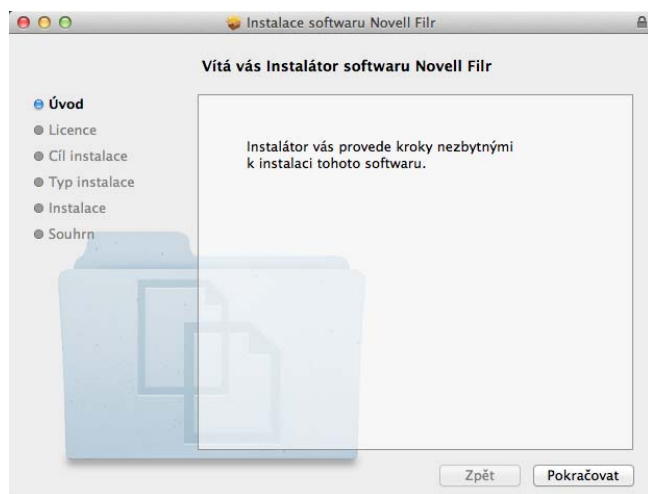 Instalace softwaru Novell Filr
Vítá vás Instalátor softwaru Novell Filr
Úvod
Licence
Cíl instalace
Typ instalace
Instalace
Souhrn
Instalátor vás provede kroky nezbytnými
k instalaci tohoto softwaru.
Zpět
Pokračovat